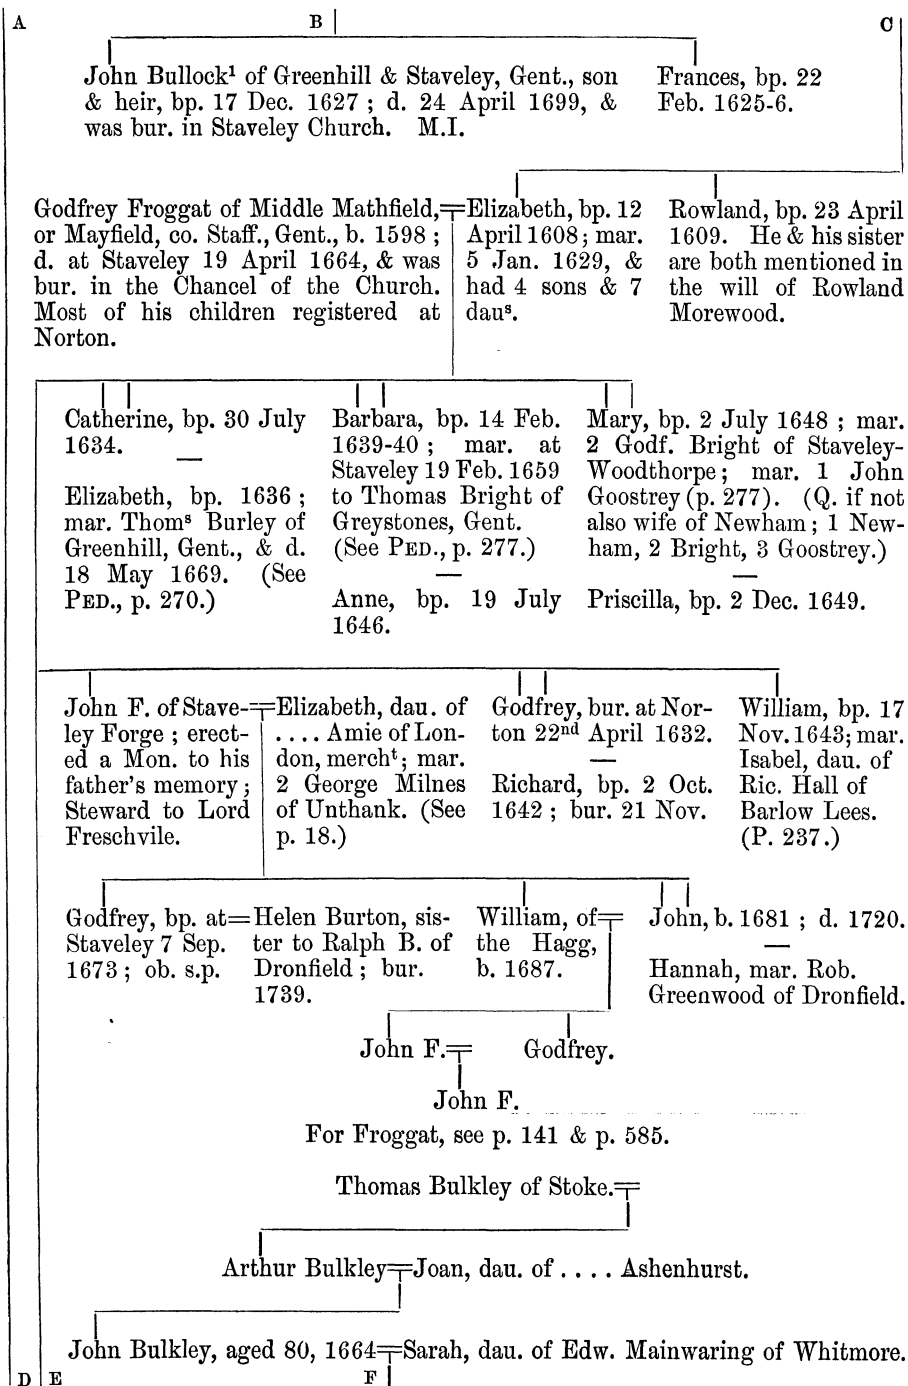 A B C
John Bullock¹ of Greenhill & Staveley, Gent., son
& heir, bp. 17 Dec. 1627 ; d. 24 April 1699, &
was bur. in Staveley Church. M.I.
Frances, bp. 22
Feb. 1625-6.
Godfrey Froggat of Middle Mathfield,
or Mayfield, co. Staff., Gent., b. 1598 ;
d. at Staveley 19 April 1664, & was
bur. in the Chancel of the Church.
Most of his children registered at
Norton.
Elizabeth, bp. 12
April 1608 ; mar.
5 Jan. 1629, &
had 4 sons & 7
dauˢ.
Rowland, bp. 23 April
1609. He & his sister
are both mentioned in
the will of Rowland
Morewood.
Catherine, bp. 30 July
1634.
—
Elizabeth, bp. 1636 ;
mar. Thomˢ Burley of
Greenhill, Gent., & d.
18 May 1669. (See
PED., p. 270.)
Barbara, bp. 14 Feb.
1639-40 ; mar. at
Staveley 19 Feb. 1659
to Thomas Bright of
Greystones, Gent.
(See PED., p. 277.)
—
Anne, bp. 19 July
1646.
Mary, bp. 2 July 1648 ; mar.
2 Godf. Bright of Staveley-
Woodthorpe ; mar. 1 John
Goostrey (p. 277). (Q. if not
also wife of Newham ; 1 New-
ham, 2 Bright, 3 Goostrey.)
—
Priscilla, bp. 2 Dec. 1649.
John F. of Stave-
ley Forge ; erect-
ed a Mon. to his
father's memory ;
Steward to Lord
Freschvile.
Elizabeth, dau. of
.... Amie of Lon-
don, merchᵗ ; mar.
2 George Milnes
of Unthank. (See
p. 18.)
Godfrey, bur. at Nor-
ton 22ⁿᵈ April 1632.
—
Richard, bp. 2 Oct.
1642 ; bur. 21 Nov.
William, bp. 17
Nov. 1643 ; mar.
Isabel, dau. of
Ric. Hall of
Barlow Lees.
(P. 237.)
Godfrey, bp. at=
Staveley 7 Sep.
1673 ; ob. s.p.
Helen Burton, sis-
ter to Ralph B. of
Dronfield ; bur.
1739.
William, of
the Hagg,
b. 1687.
John, b. 1681 ; d. 1720.
—
Hannah, mar. Rob.
Greenwood of Dronfield.
John F. Godfrey.
John F.
For Froggat, see p. 141 & p. 585.
Thomas Bulkley of Stoke.
Arthur Bulkley=Joan, dau. of .... Ashenhurst.
John Bulkley, aged 80, 1664=Sarah, dau. of Edw. Mainwaring of Whitmore.
D E F